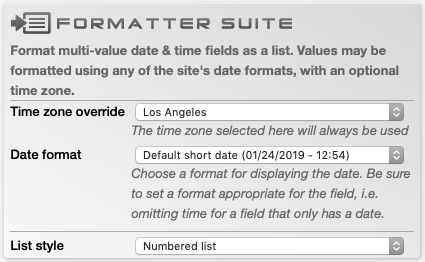 FORMATTER SUITE
Format multi-value date & time fields as a list. Values may
be formatted using any of the site's date formats, with an optional
time zone.
Time zone override Los Angeles
The time zone selected here will always be used
Date format Default short date (01/24/2019 - 12:54)
Choose a format for displaying the date. Be sure
to set a format appropriate for the field, i.e.
omitting time for a field that only has a date.
List style Numbered list